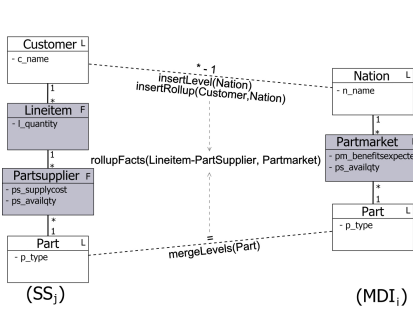 Customer L
- c_name
1
*
Lineitem F
- l_quantity
1
*
Partsupplier F
- ps_supplycost
- ps_availqty
*
1
Part L
- p_type
(SSj)
* - 1
insertLevel(Nation)
insertRollup(Customer,Nation)
rollupFacts(Lineitem-PartSupplier, Partmarket)
=
mergeLevels(Part)
Nation L
- n_name
1
*
Partmarket
- pm_benefitsexpecte
- ps_availqty
*
1
Part L
- p_type
(MDIi)